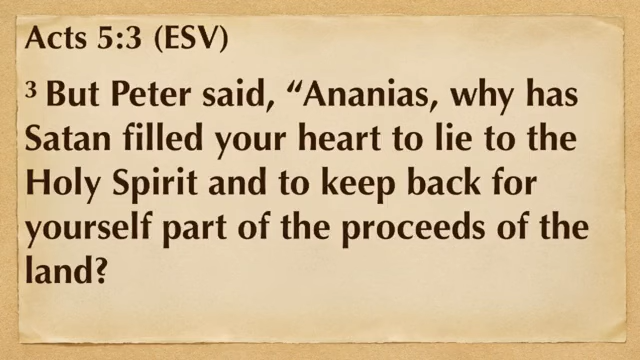 Acts 5:3 (ESV)
³ But Peter said, “Ananias, why has
Satan filled your heart to lie to the
Holy Spirit and to keep back for
yourself part of the proceeds of the
land?